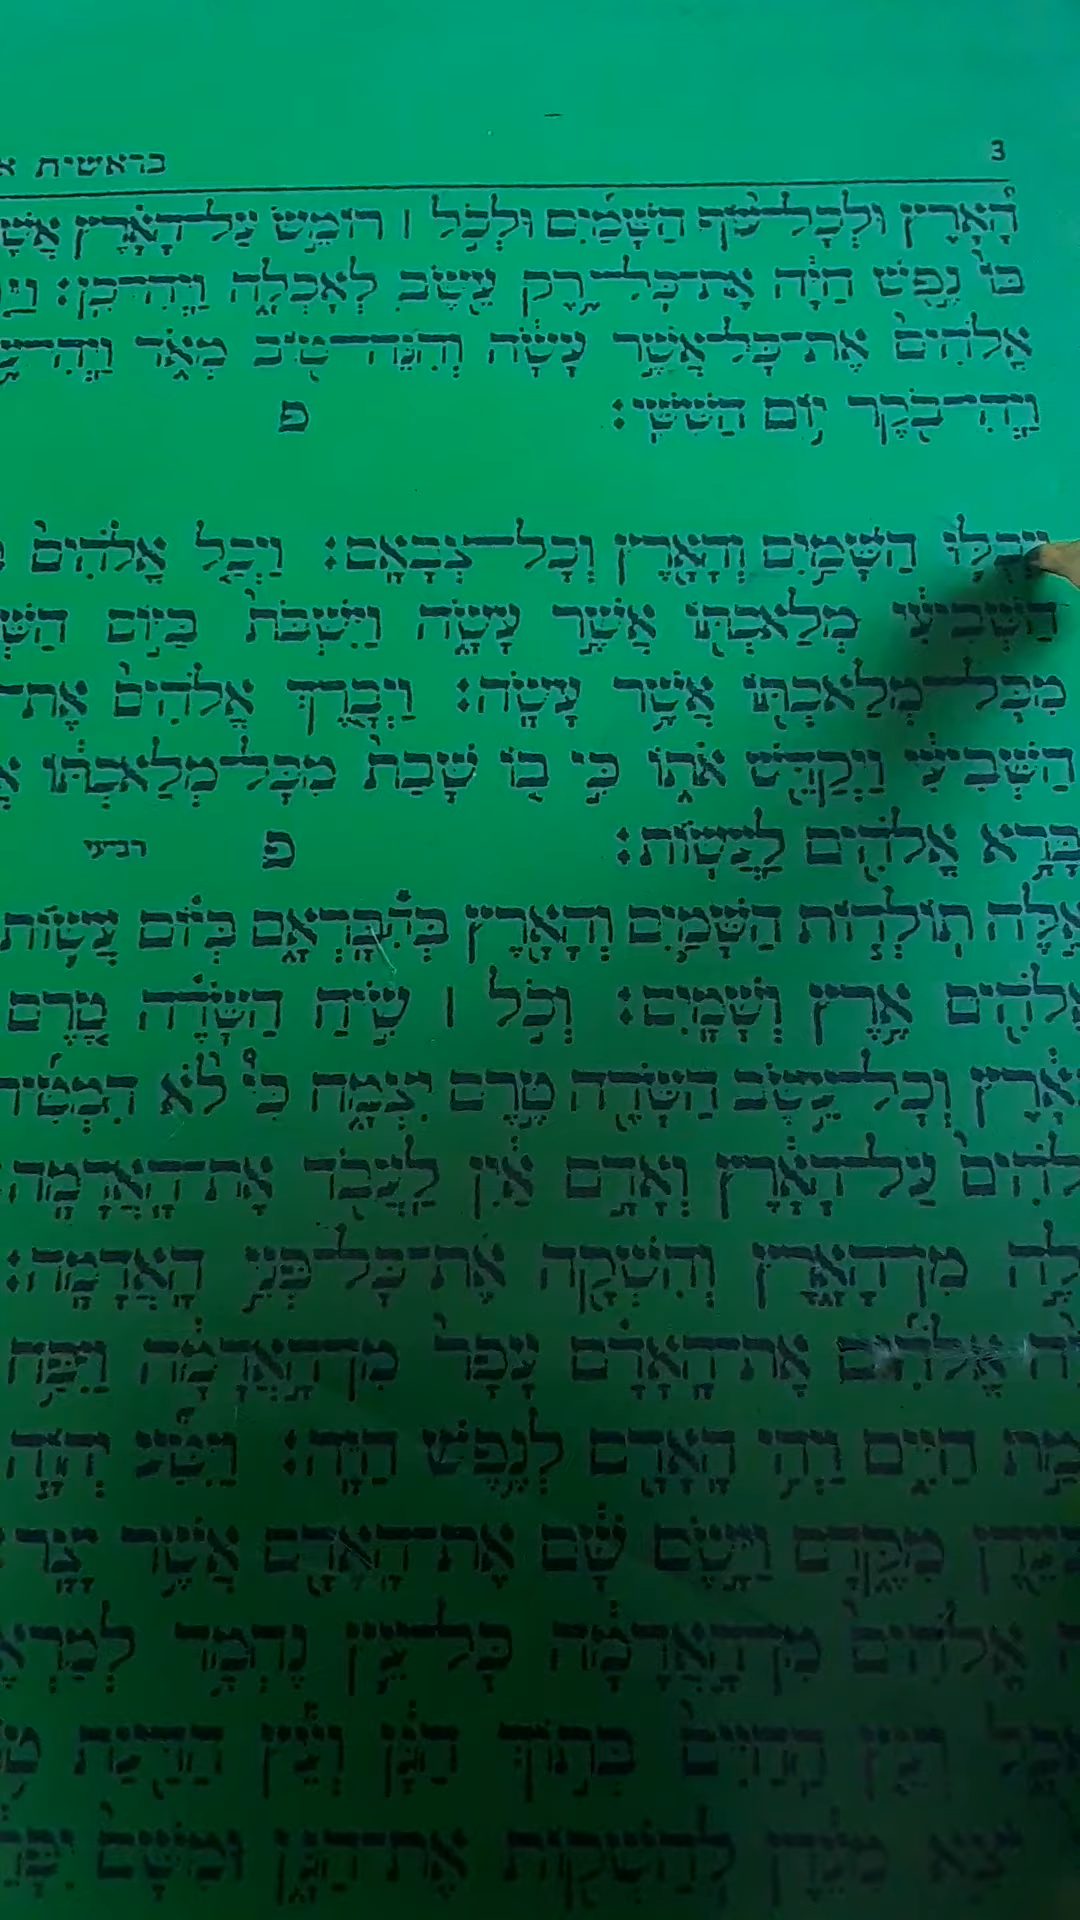 3 בראשית
הָאָרֶץ וּלְכָל־עוֹף הַשָּׁמַיִם וּלְכֹל ׀ רוֹמֵשׂ עַל־הָאָרֶץ
בּוֹ נֶפֶשׁ חַיָּה אֶת־כָּל־יֶרֶק עֵשֶׂב לְאָכְלָה וַיְהִי־כֵן׃
אֱלֹהִים אֶת־כָּל־אֲשֶׁר עָשָׂה וְהִנֵּה־טוֹב מְאֹד
וַיְהִי־בֹקֶר יוֹם הַשִּׁשִּׁי׃ פ
וַיְכֻלּוּ הַשָּׁמַיִם וְהָאָרֶץ וְכָל־צְבָאָם׃ וַיְכַל אֱלֹהִים
הַשְּׁבִיעִי מְלַאכְתּוֹ אֲשֶׁר עָשָׂה וַיִּשְׁבֹּת בַּיּוֹם
מִכָּל־מְלַאכְתּוֹ אֲשֶׁר עָשָׂה׃ וַיְבָרֶךְ אֱלֹהִים אֶת־
הַשְּׁבִיעִי וַיְקַדֵּשׁ אֹתוֹ כִּי בוֹ שָׁבַת מִכָּל־מְלַאכְתּוֹ
בָּרָא אֱלֹהִים לַעֲשׂוֹת׃ פ רביעי
אֵלֶּה תוֹלְדוֹת הַשָּׁמַיִם וְהָאָרֶץ בְּהִבָּרְאָם בְּיוֹם עֲשׂוֹת
אֱלֹהִים אֶרֶץ וְשָׁמָיִם׃ וְכֹל ׀ שִׂיחַ הַשָּׂדֶה טֶרֶם
וְכָל־עֵשֶׂב הַשָּׂדֶה טֶרֶם יִצְמָח כִּי לֹא
עַל־הָאָרֶץ וְאָדָם אַיִן לַעֲבֹד אֶת־הָאֲדָמָה
מִן־הָאָרֶץ וְהִשְׁקָה אֶת־כָּל־פְּנֵי הָאֲדָמָה׃
אֱלֹהִים אֶת־הָאָדָם עָפָר מִן־הָאֲדָמָה וַיִּפַּח
חַיִּים וַיְהִי הָאָדָם לְנֶפֶשׁ חַיָּה׃ וַיִּטַּע
מִקֶּדֶם וַיָּשֶׂם שָׁם אֶת־הָאָדָם אֲשֶׁר יָצָר
אֱלֹהִים מִן־הָאֲדָמָה כָּל־עֵץ נֶחְמָד
וְעֵץ הַחַיִּים בְּתוֹךְ הַגָּן וְעֵץ הַדַּעַת
יֹצֵא מֵעֵדֶן לְהַשְׁקוֹת אֶת־הַגָּן וּמִשָּׁם